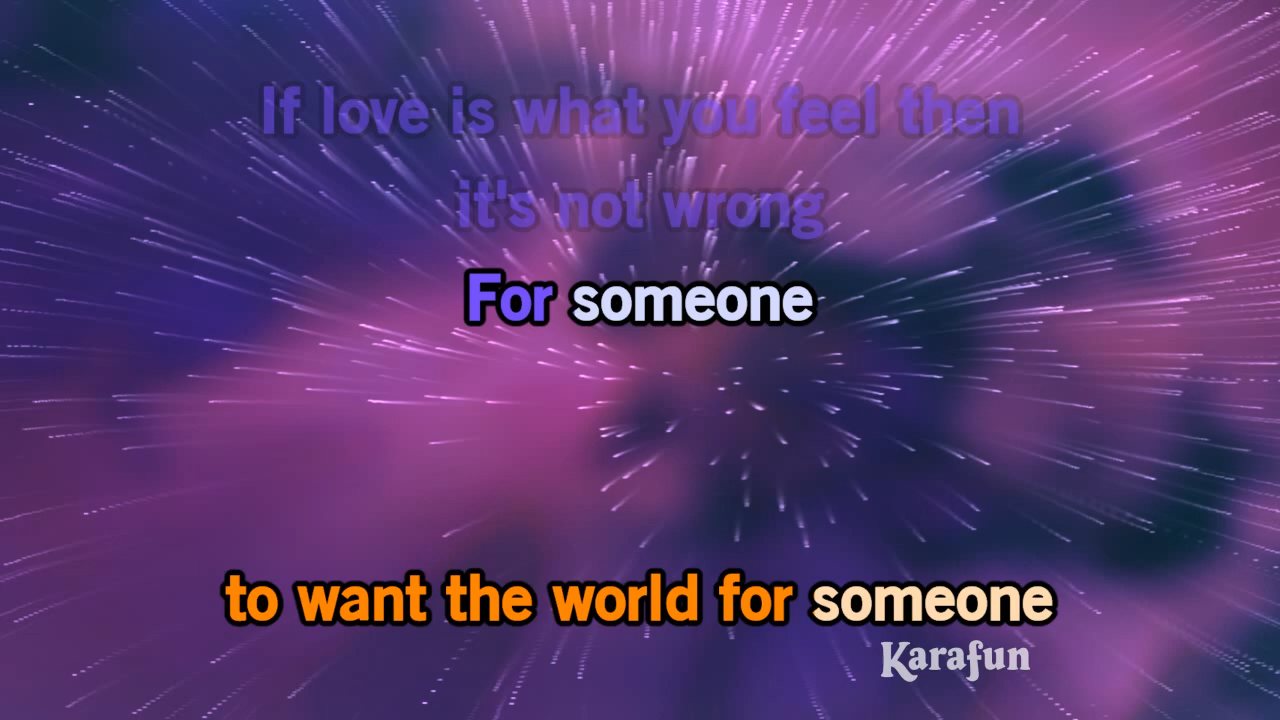 If love is what you feel then
it's not wrong
For someone
to want the world for someone
Karafun